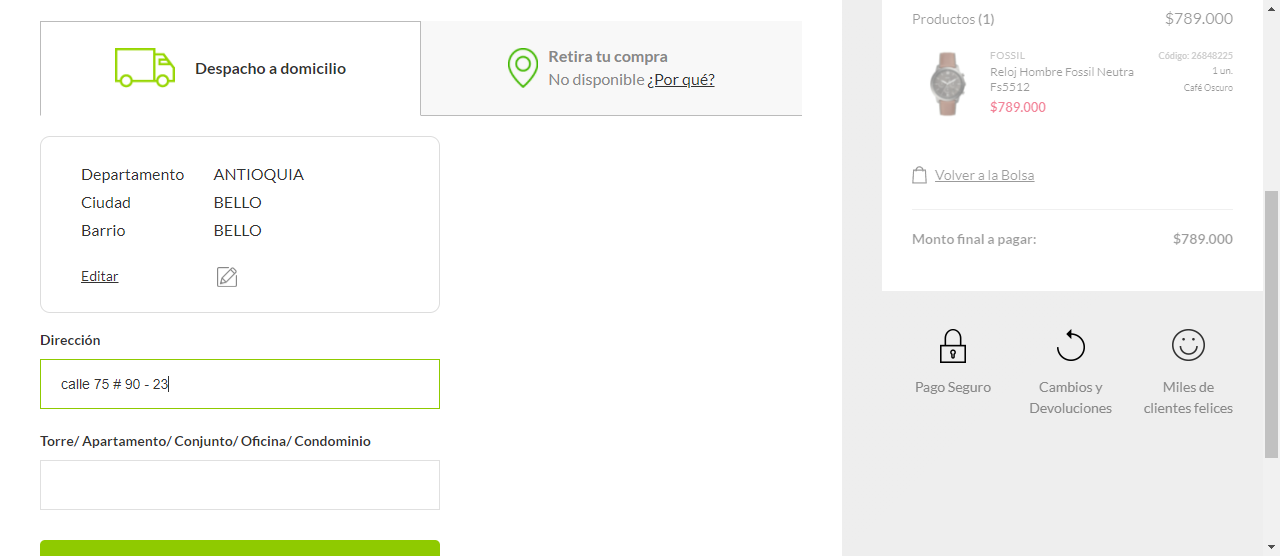 Despacho a domicilio
Retira tu compra
No disponible ¿Por qué?
Departamento ANTIOQUIA
Ciudad BELLO
Barrio BELLO
Editar
Dirección
calle 75 # 90 - 23
Torre/ Apartamento/ Conjunto/ Oficina/ Condominio
Productos (1) $789.000
FOSSIL Código: 26848225
Reloj Hombre Fossil Neutra 1 un.
Fs5512 Café Oscuro
$789.000
Volver a la Bolsa
Monto final a pagar: $789.000
Pago Seguro
Cambios y
Devoluciones
Miles de
clientes felices